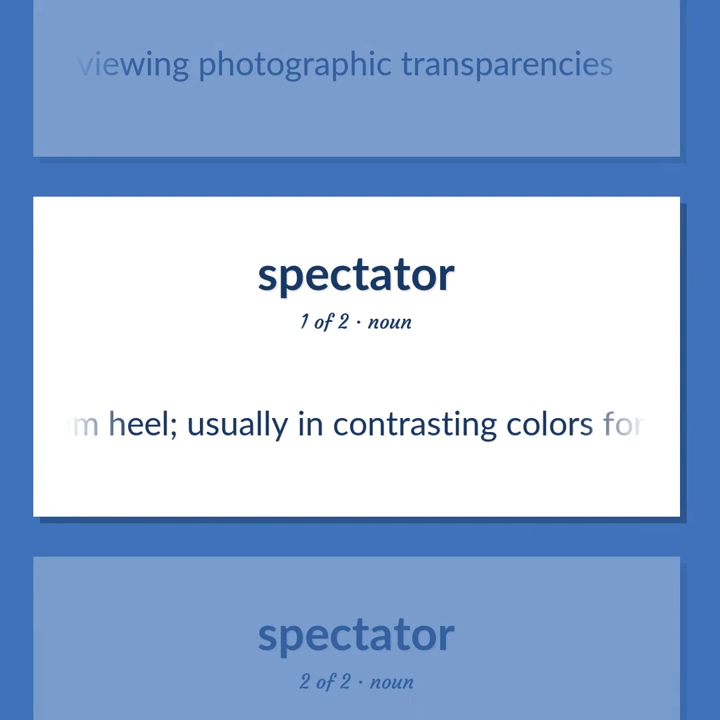 viewing photographic transparencies
spectator
1 of 2 · noun
m heel; usually in contrasting colors for
spectator
2 of 2 · noun